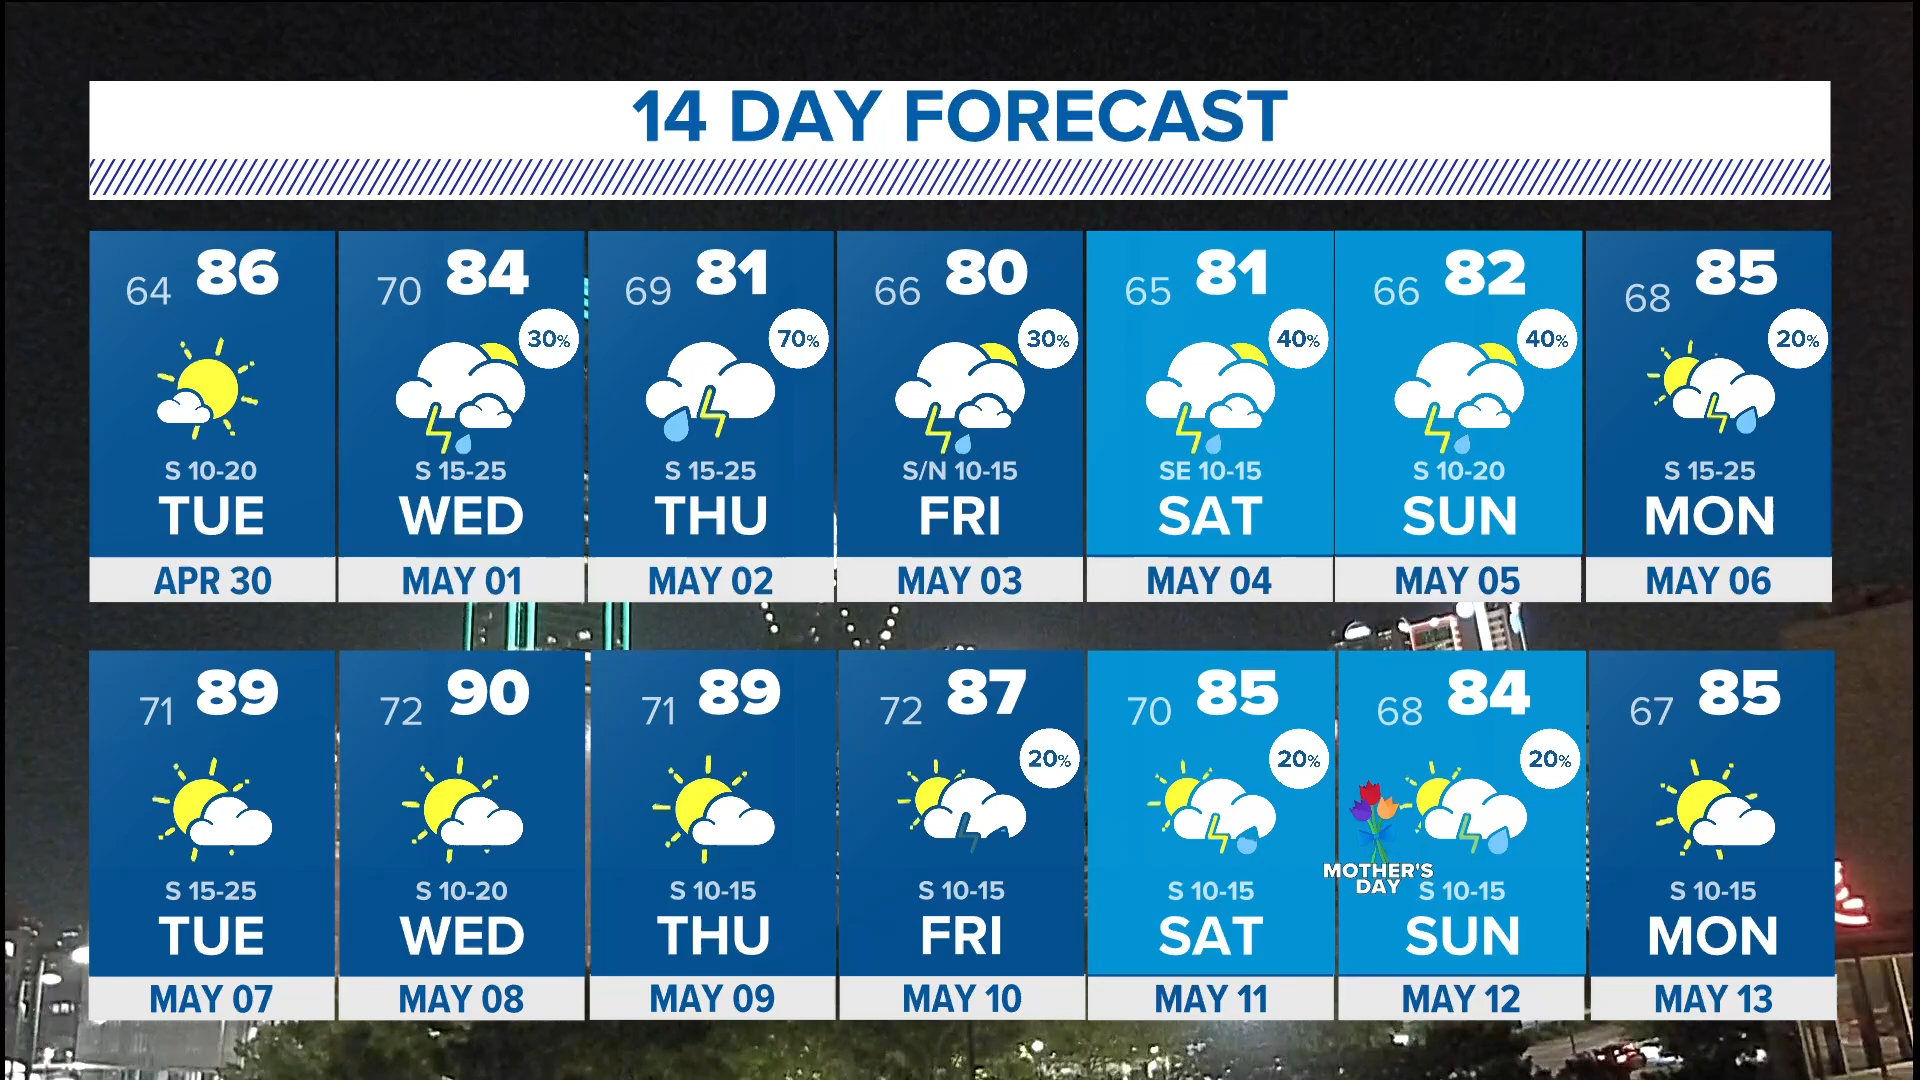 14 DAY FORECAST
64 86
S 10-20
TUE
APR 30
70 84
30%
S 15-25
WED
MAY 01
69 81
70%
S 15-25
THU
MAY 02
66 80
30%
S/N 10-15
FRI
MAY 03
65 81
40%
SE 10-15
SAT
MAY 04
66 82
40%
S 10-20
SUN
MAY 05
68 85
20%
S 15-25
MON
MAY 06
71 89
S 15-25
TUE
MAY 07
72 90
S 10-20
WED
MAY 08
71 89
S 10-15
THU
MAY 09
72 87
20%
S 10-15
FRI
MAY 10
70 85
20%
S 10-15
SAT
MAY 11
68 84
20%
MOTHER'S
DAY
S 10-15
SUN
MAY 12
67 85
S 10-15
MON
MAY 13